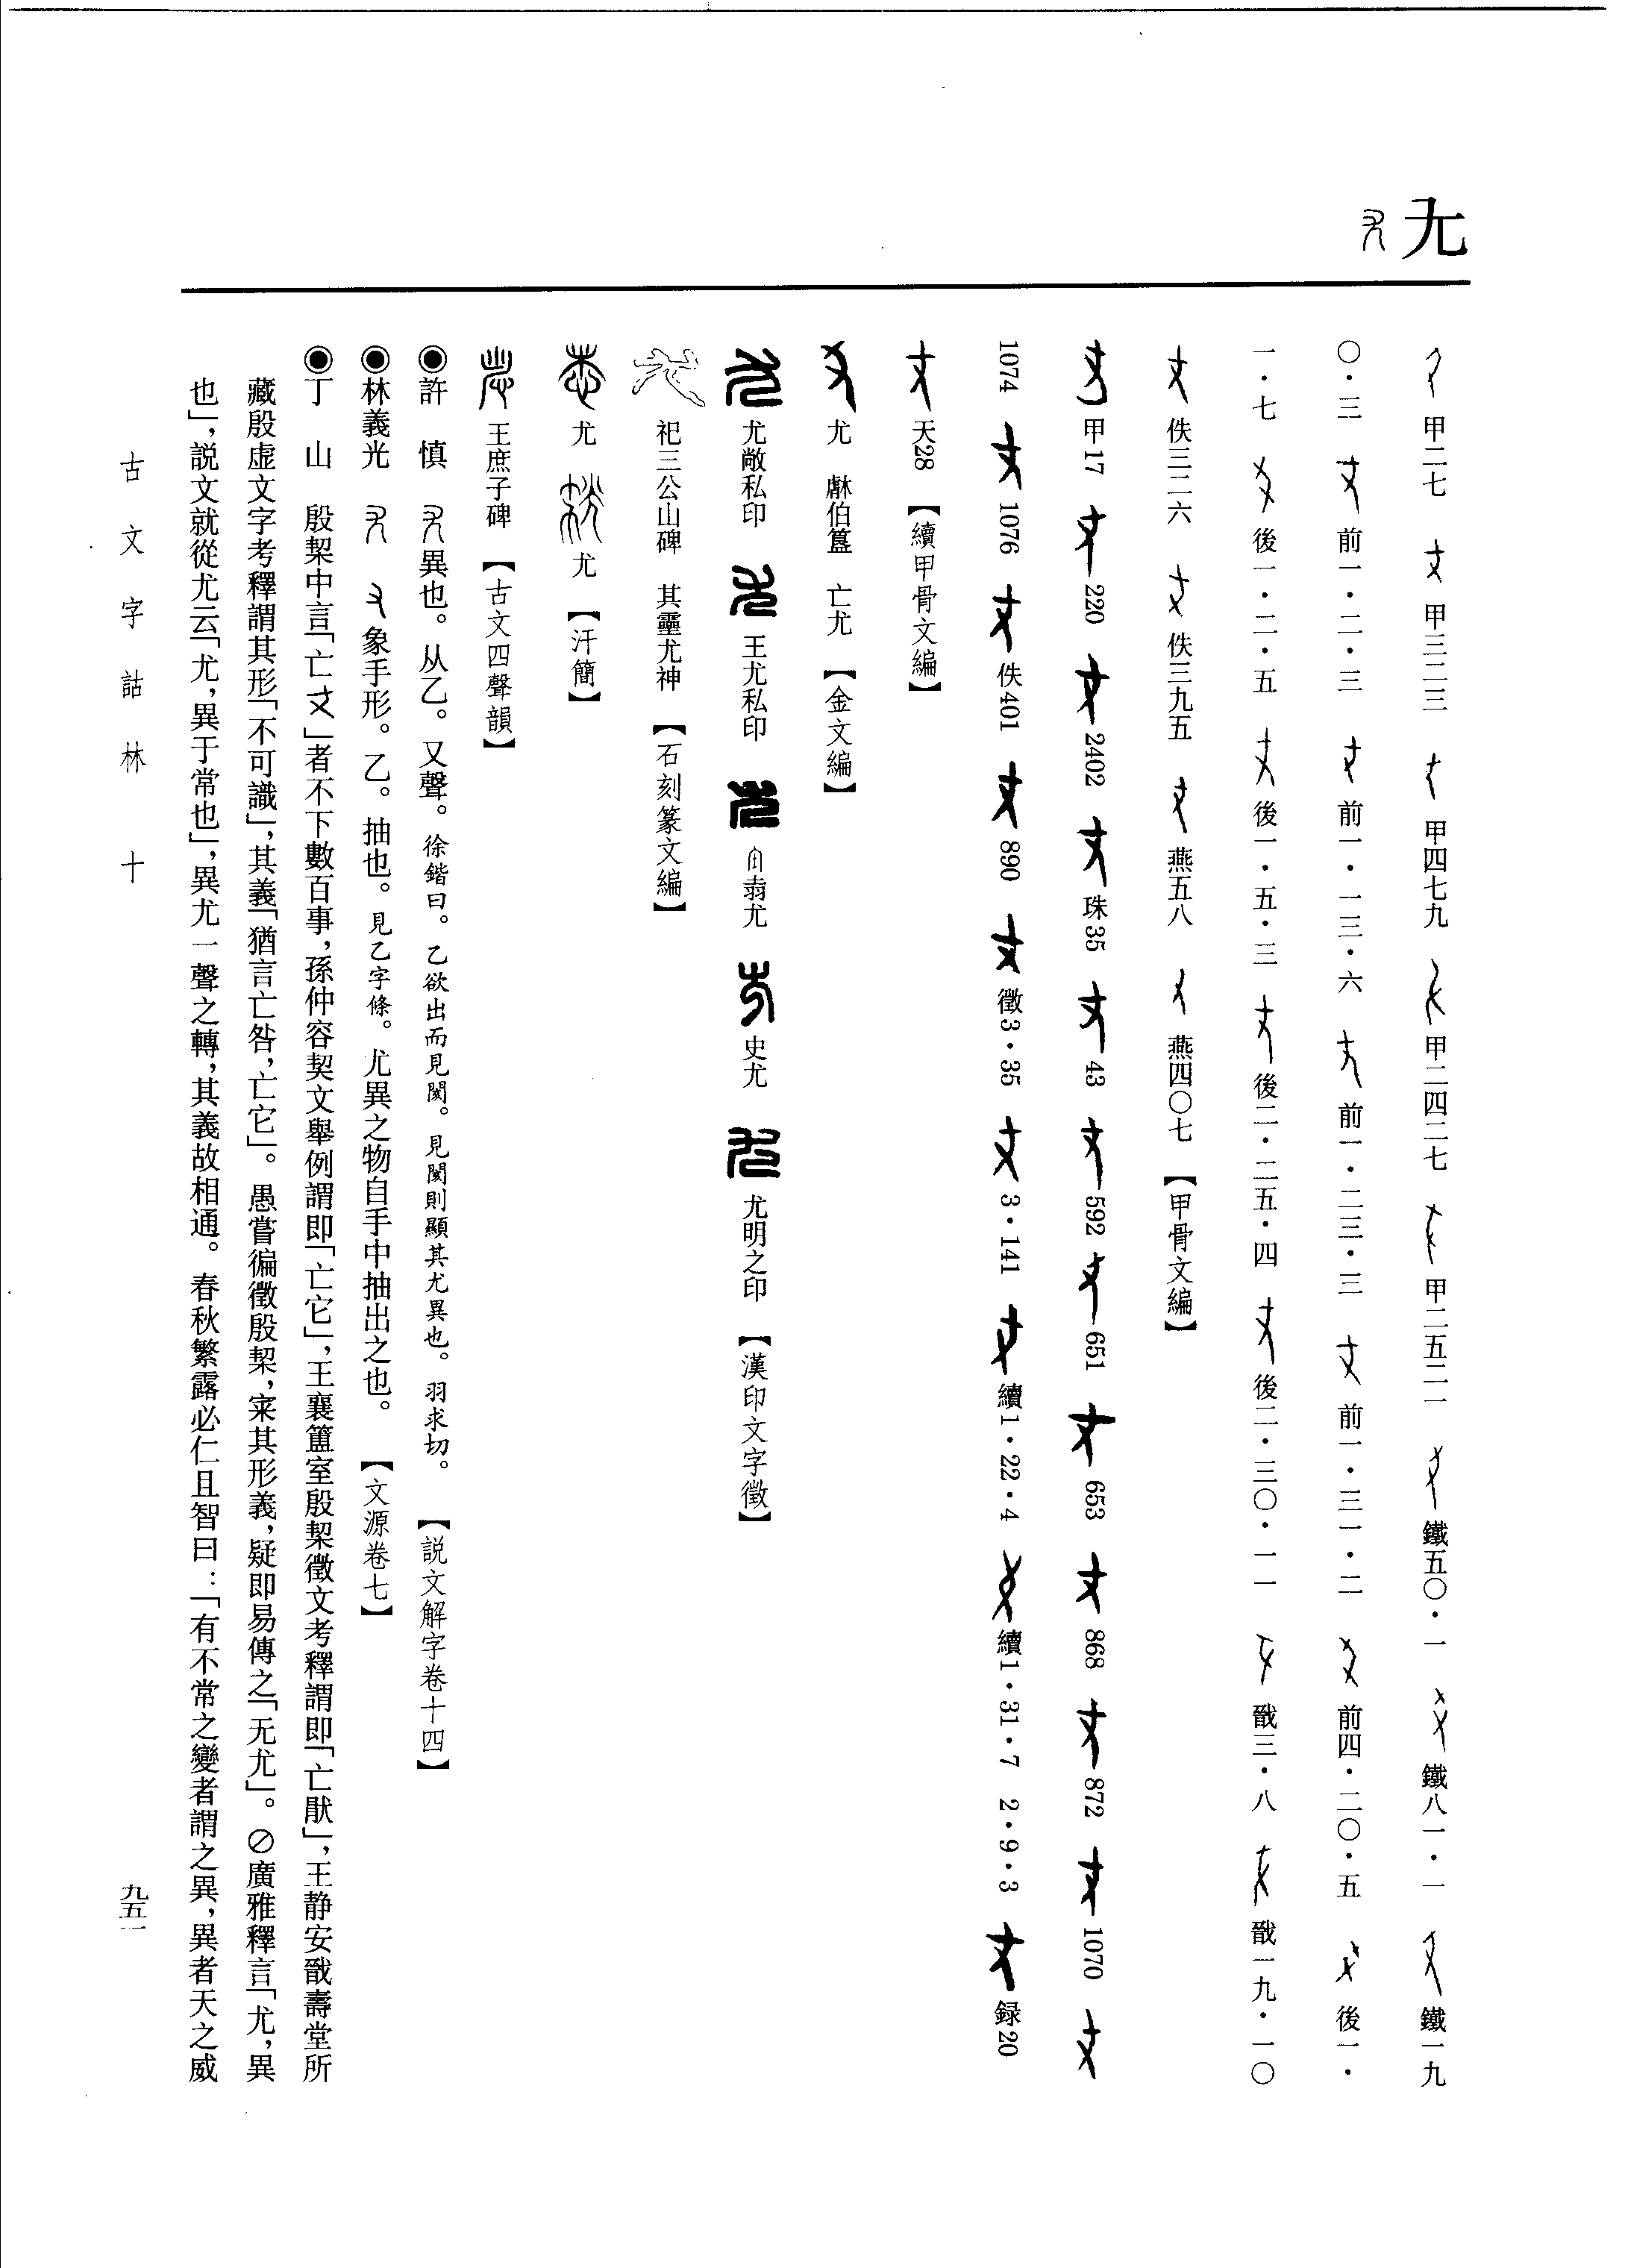 尤
甲二七 甲三二三 甲四七九 甲二四二七 甲二五二一 鐵五〇·一 鐵八一·一 鐵一九
〇·三 前一·二·三 前一·一三·六 前一·二三·三 前一·三一·二 前四·二〇·五 後一·
一·七 後一·二·五 後一·五·三 後二·二五·四 後二·三〇·一一 戩三·八 戩一九·一〇
佚三二六 佚三九五 燕五八 燕四〇七 【甲骨文編】
甲17 220 2402 珠35 43 592 651 653 868 872 1070
1074 1076 佚401 890 徵3·35 3·141 續1·22·4 續1·31·7 2·9·3 録20
天28 【續甲骨文編】
尤 㝬伯簋 亡尤 【金文編】
尤敞私印 王尤私印 尤 史尤 尤明之印 【漢印文字徵】
祀三公山碑 其靈尤神 【石刻篆文編】
尤 尤 【汗簡】
王庶子碑 【古文四聲韻】
◉許 慎 異也。从乙。又聲。徐鍇曰。乙欲出而見閡。見閡則顯其尤異也。羽求切。 【説文解字卷十四】
◉林義光 象手形。乙。抽也。見乙字條。尤異之物自手中抽出之也。 【文源卷七】
◉丁 山 殷栔中言「亡」者不下數百事，孫仲容契文舉例謂即「亡它」，王襄簠室殷栔徵文考釋謂即「亡猒」，王静安戩壽堂所
藏殷虚文字考釋謂其形「不可識」，其義「猶言亡咎，亡它」。愚嘗徧徵殷栔，宷其形義，疑即易傳之「无尤」。⊘廣雅釋言「尤，異
也」，説文就從尤云「尤，異于常也」，異尤一聲之轉，其義故相通。春秋繁露必仁且智曰：「有不常之變者謂之異，異者天之威
古文字詁林 十
九五一